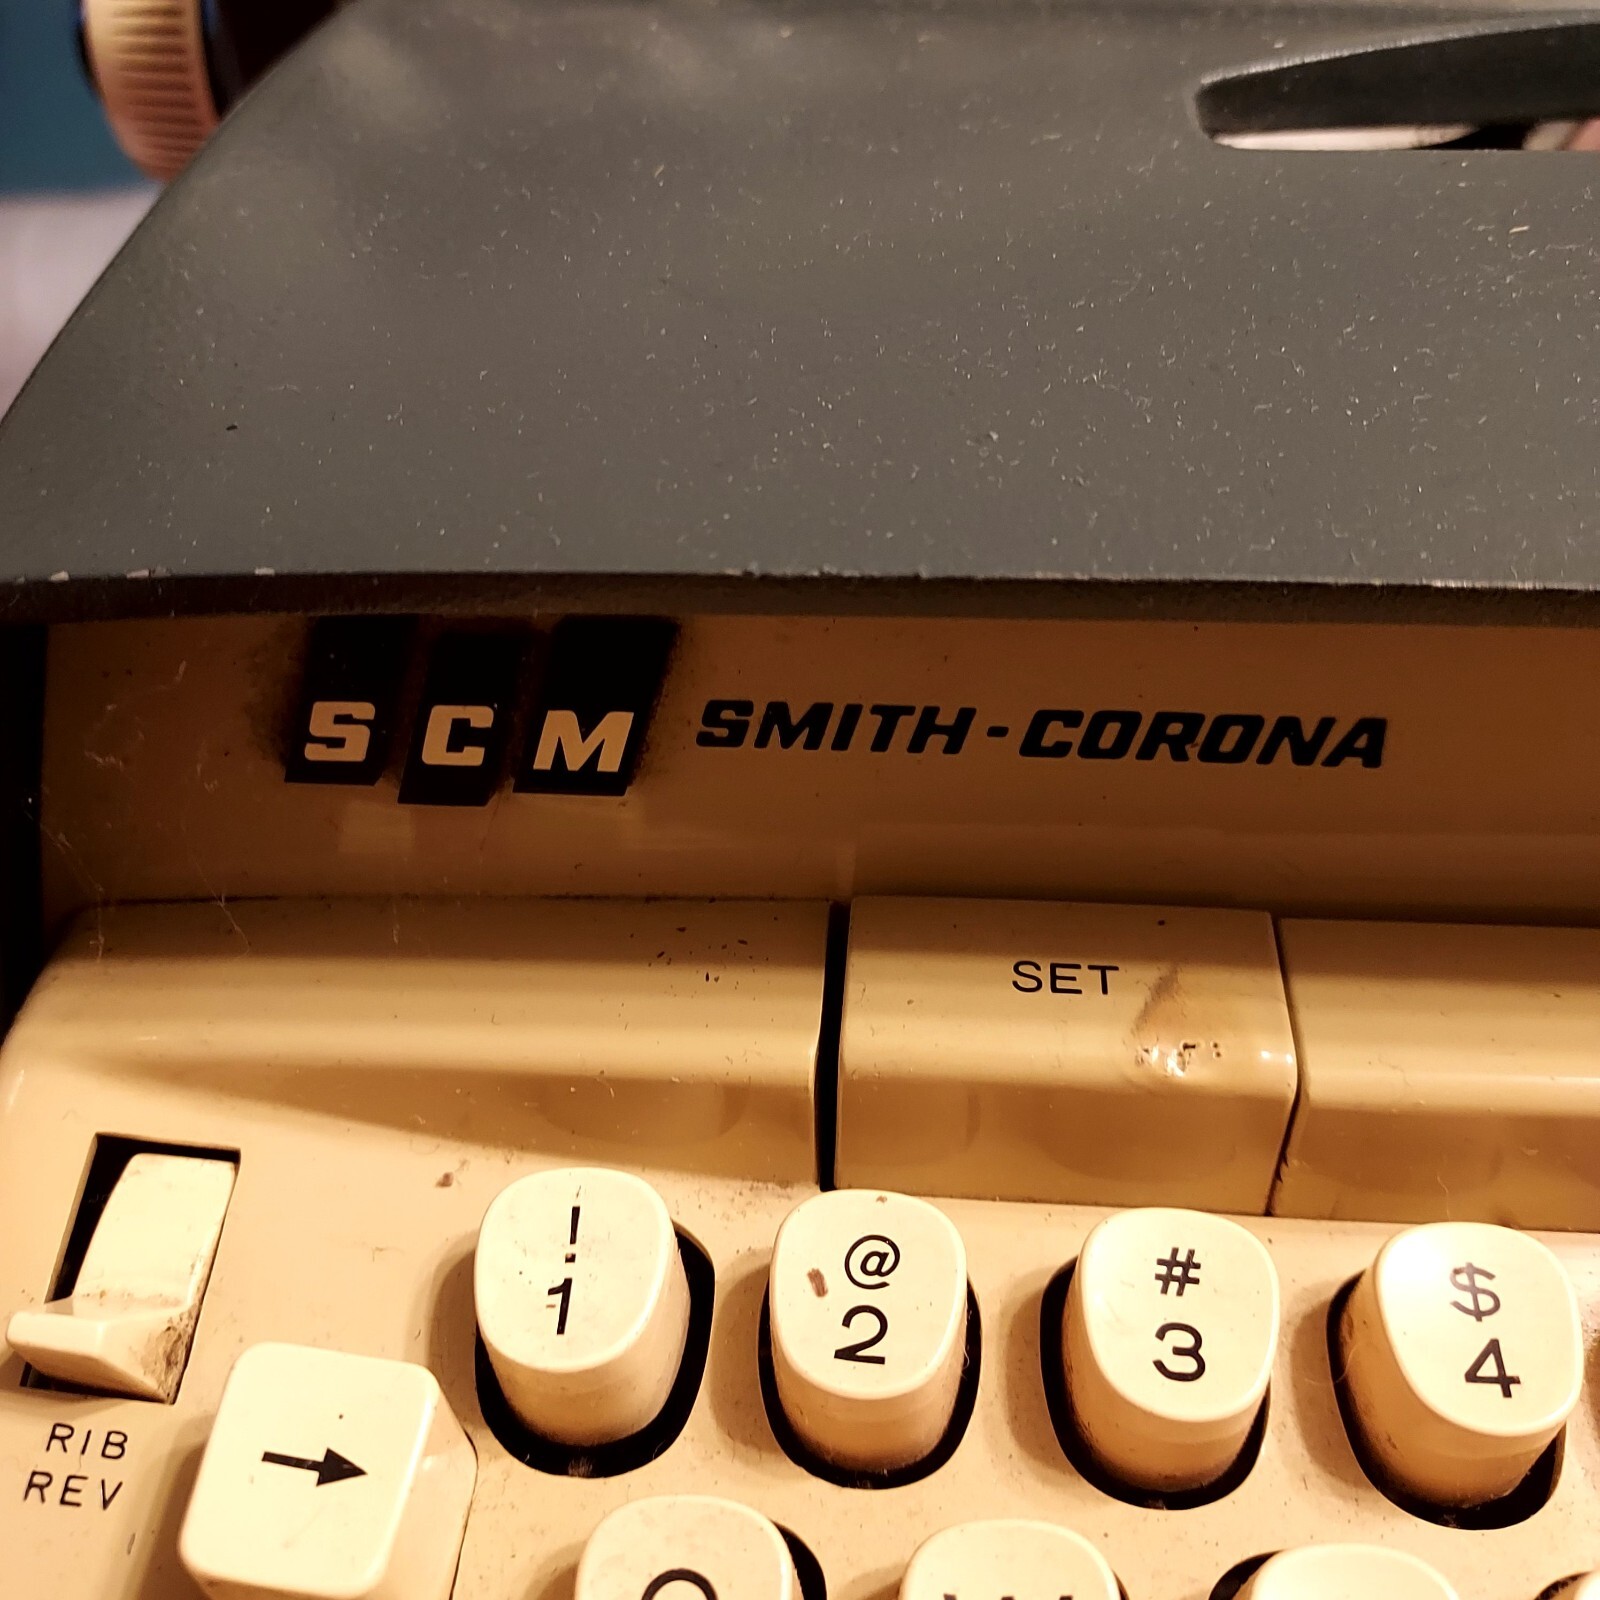 SCM SMITH-CORONA
SET
! @ # $
1 2 3 4
RIB
REV
→